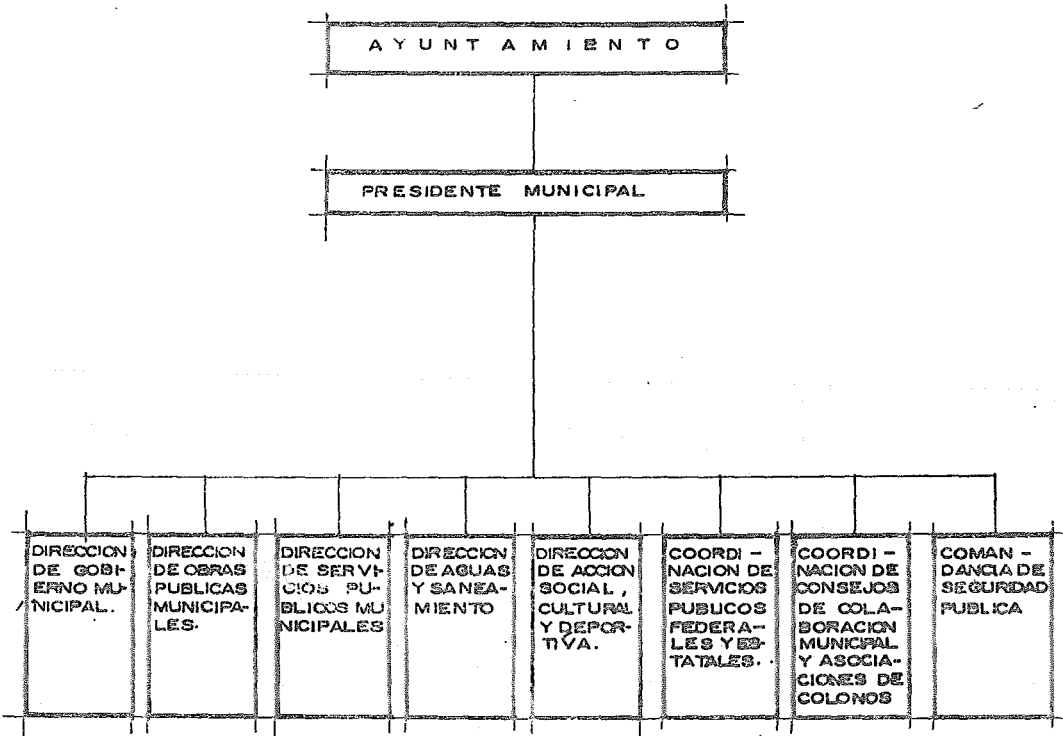 AYUNTAMIENTO
PRESIDENTE MUNICIPAL
DIRECCION
DE GOBI-
ERNO MU-
NICIPAL.
DIRECCION
DE OBRAS
PUBLICAS
MUNICIPA-
LES.
DIRECCION
DE SERVI-
CIOS PU-
BLICOS MU
NICIPALES
DIRECCION
DE AGUAS
Y SANEA-
MIENTO
DIRECCION
DE ACCION
SOCIAL,
CULTURAL
Y DEPOR-
TIVA.
COORDI-
NACION DE
SERVICIOS
PUBLICOS
FEDERA-
LES Y ES-
TATALES.
COORDI-
NACION DE
CONSEJOS
DE COLA-
BORACION
MUNICIPAL
Y ASOCIA-
CIONES DE
COLONOS
COMAN-
DANCIA DE
SEGURIDAD
PUBLICA